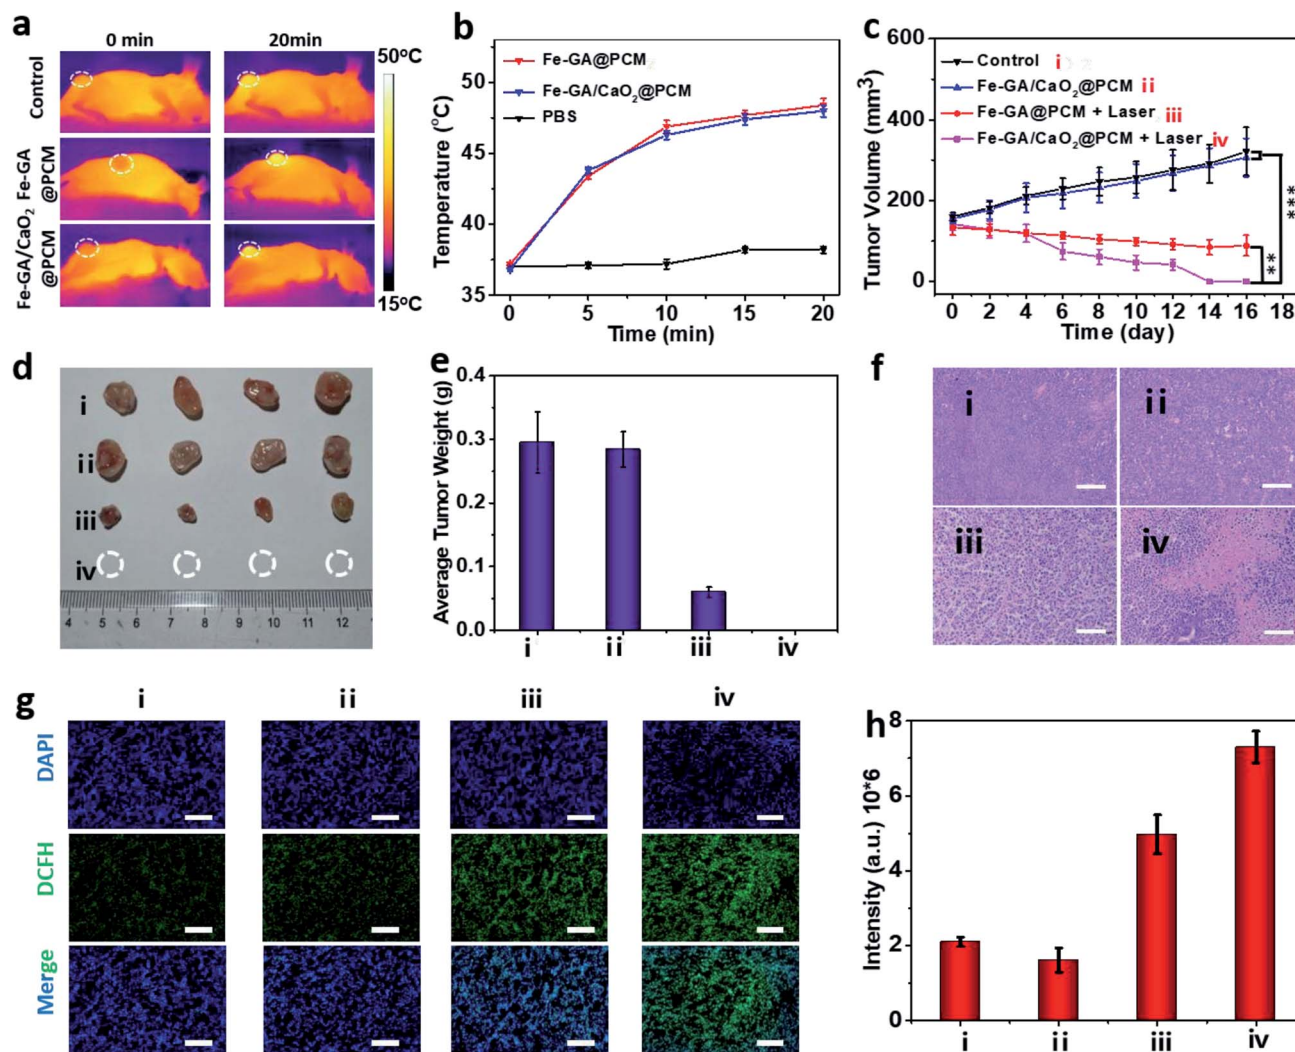 a
0 min
20min
Control
Fe-GA
@PCM
Fe-GA/CaO2
@PCM
50°C
15°C
b
Temperature (°C)
48
45
42
39
36
Fe-GA@PCM
Fe-GA/CaO2@PCM
PBS
0
5
10
15
20
Time (min)
c
Tumor Volume (mm3)
600
400
200
0
Control i
Fe-GA/CaO2@PCM ii
Fe-GA@PCM + Laser iii
Fe-GA/CaO2@PCM + Laser iv
***
**
0 2 4 6 8 10 12 14 16 18
Time (day)
d
i
ii
iii
iv
4 5 6 7 8 9 10 11 12
e
Average Tumor Weight (g)
0.4
0.3
0.2
0.1
0.0
i ii iii iv
f
i
ii
iii
iv
g
i ii iii iv
DAPI
DCFH
Merge
h
Intensity (a.u.) 10*6
8
6
4
2
0
i ii iii iv